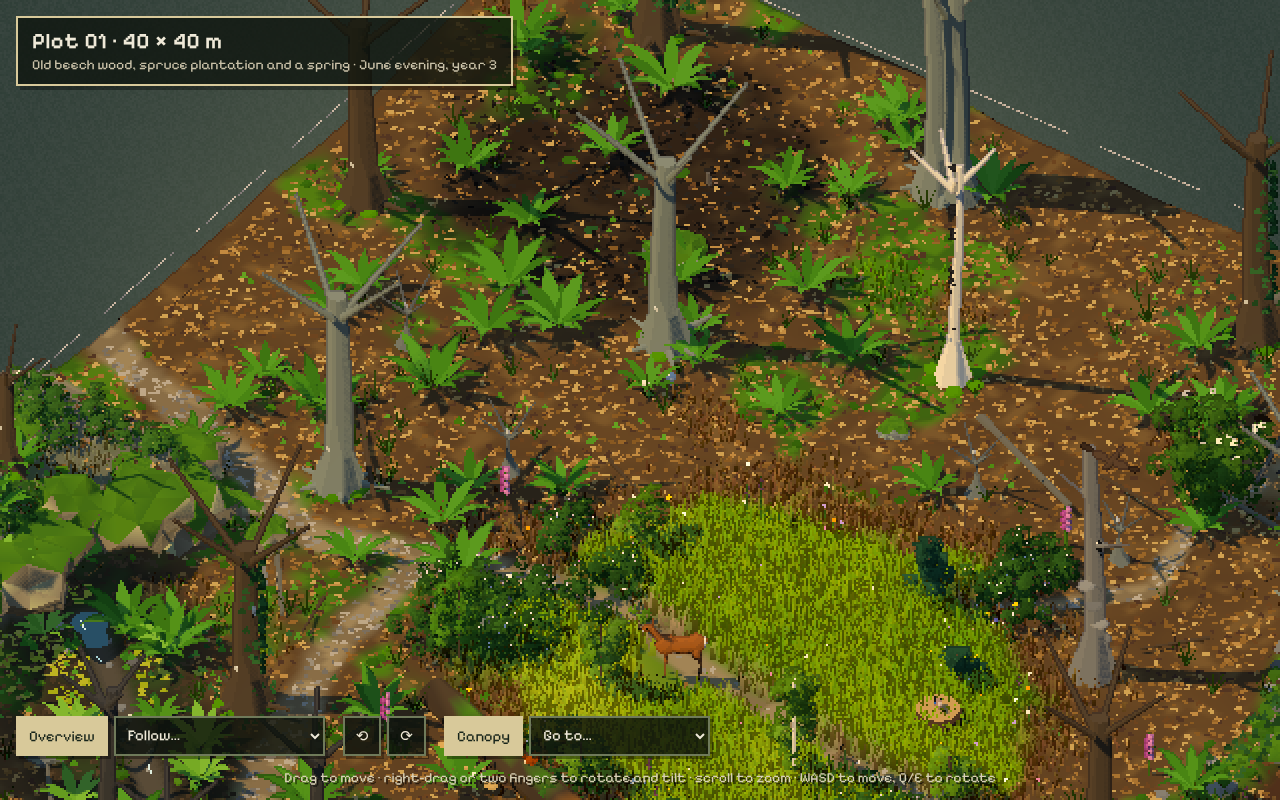 Plot 01 · 40 × 40 m
Old beech wood, spruce plantation and a spring · June evening, year 3
Overview
Follow...
⟲
⟳
Canopy
Go to...
Drag to move · right-drag or two fingers to rotate and tilt · scroll to zoom · WASD to move, Q/E to rotate